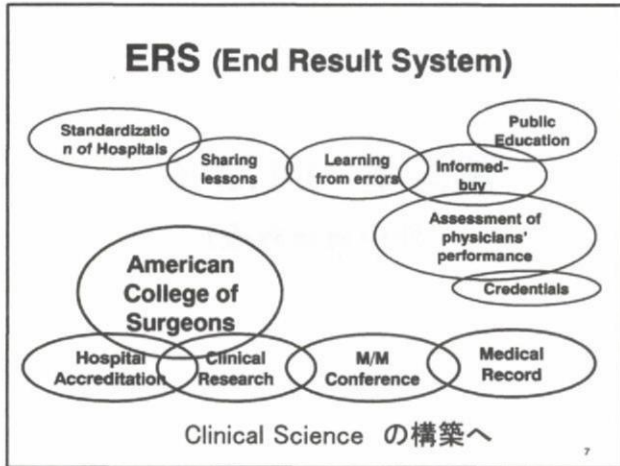 ERS (End Result System)
Standardizatio
n of Hospitals
Sharing
lessons
Learning
from errors
Informed-
buy
Public
Education
Assessment of
physicians'
performance
Credentials
American
College of
Surgeons
Hospital
Accreditation
Clinical
Research
M/M
Conference
Medical
Record
Clinical Science の構築へ
7